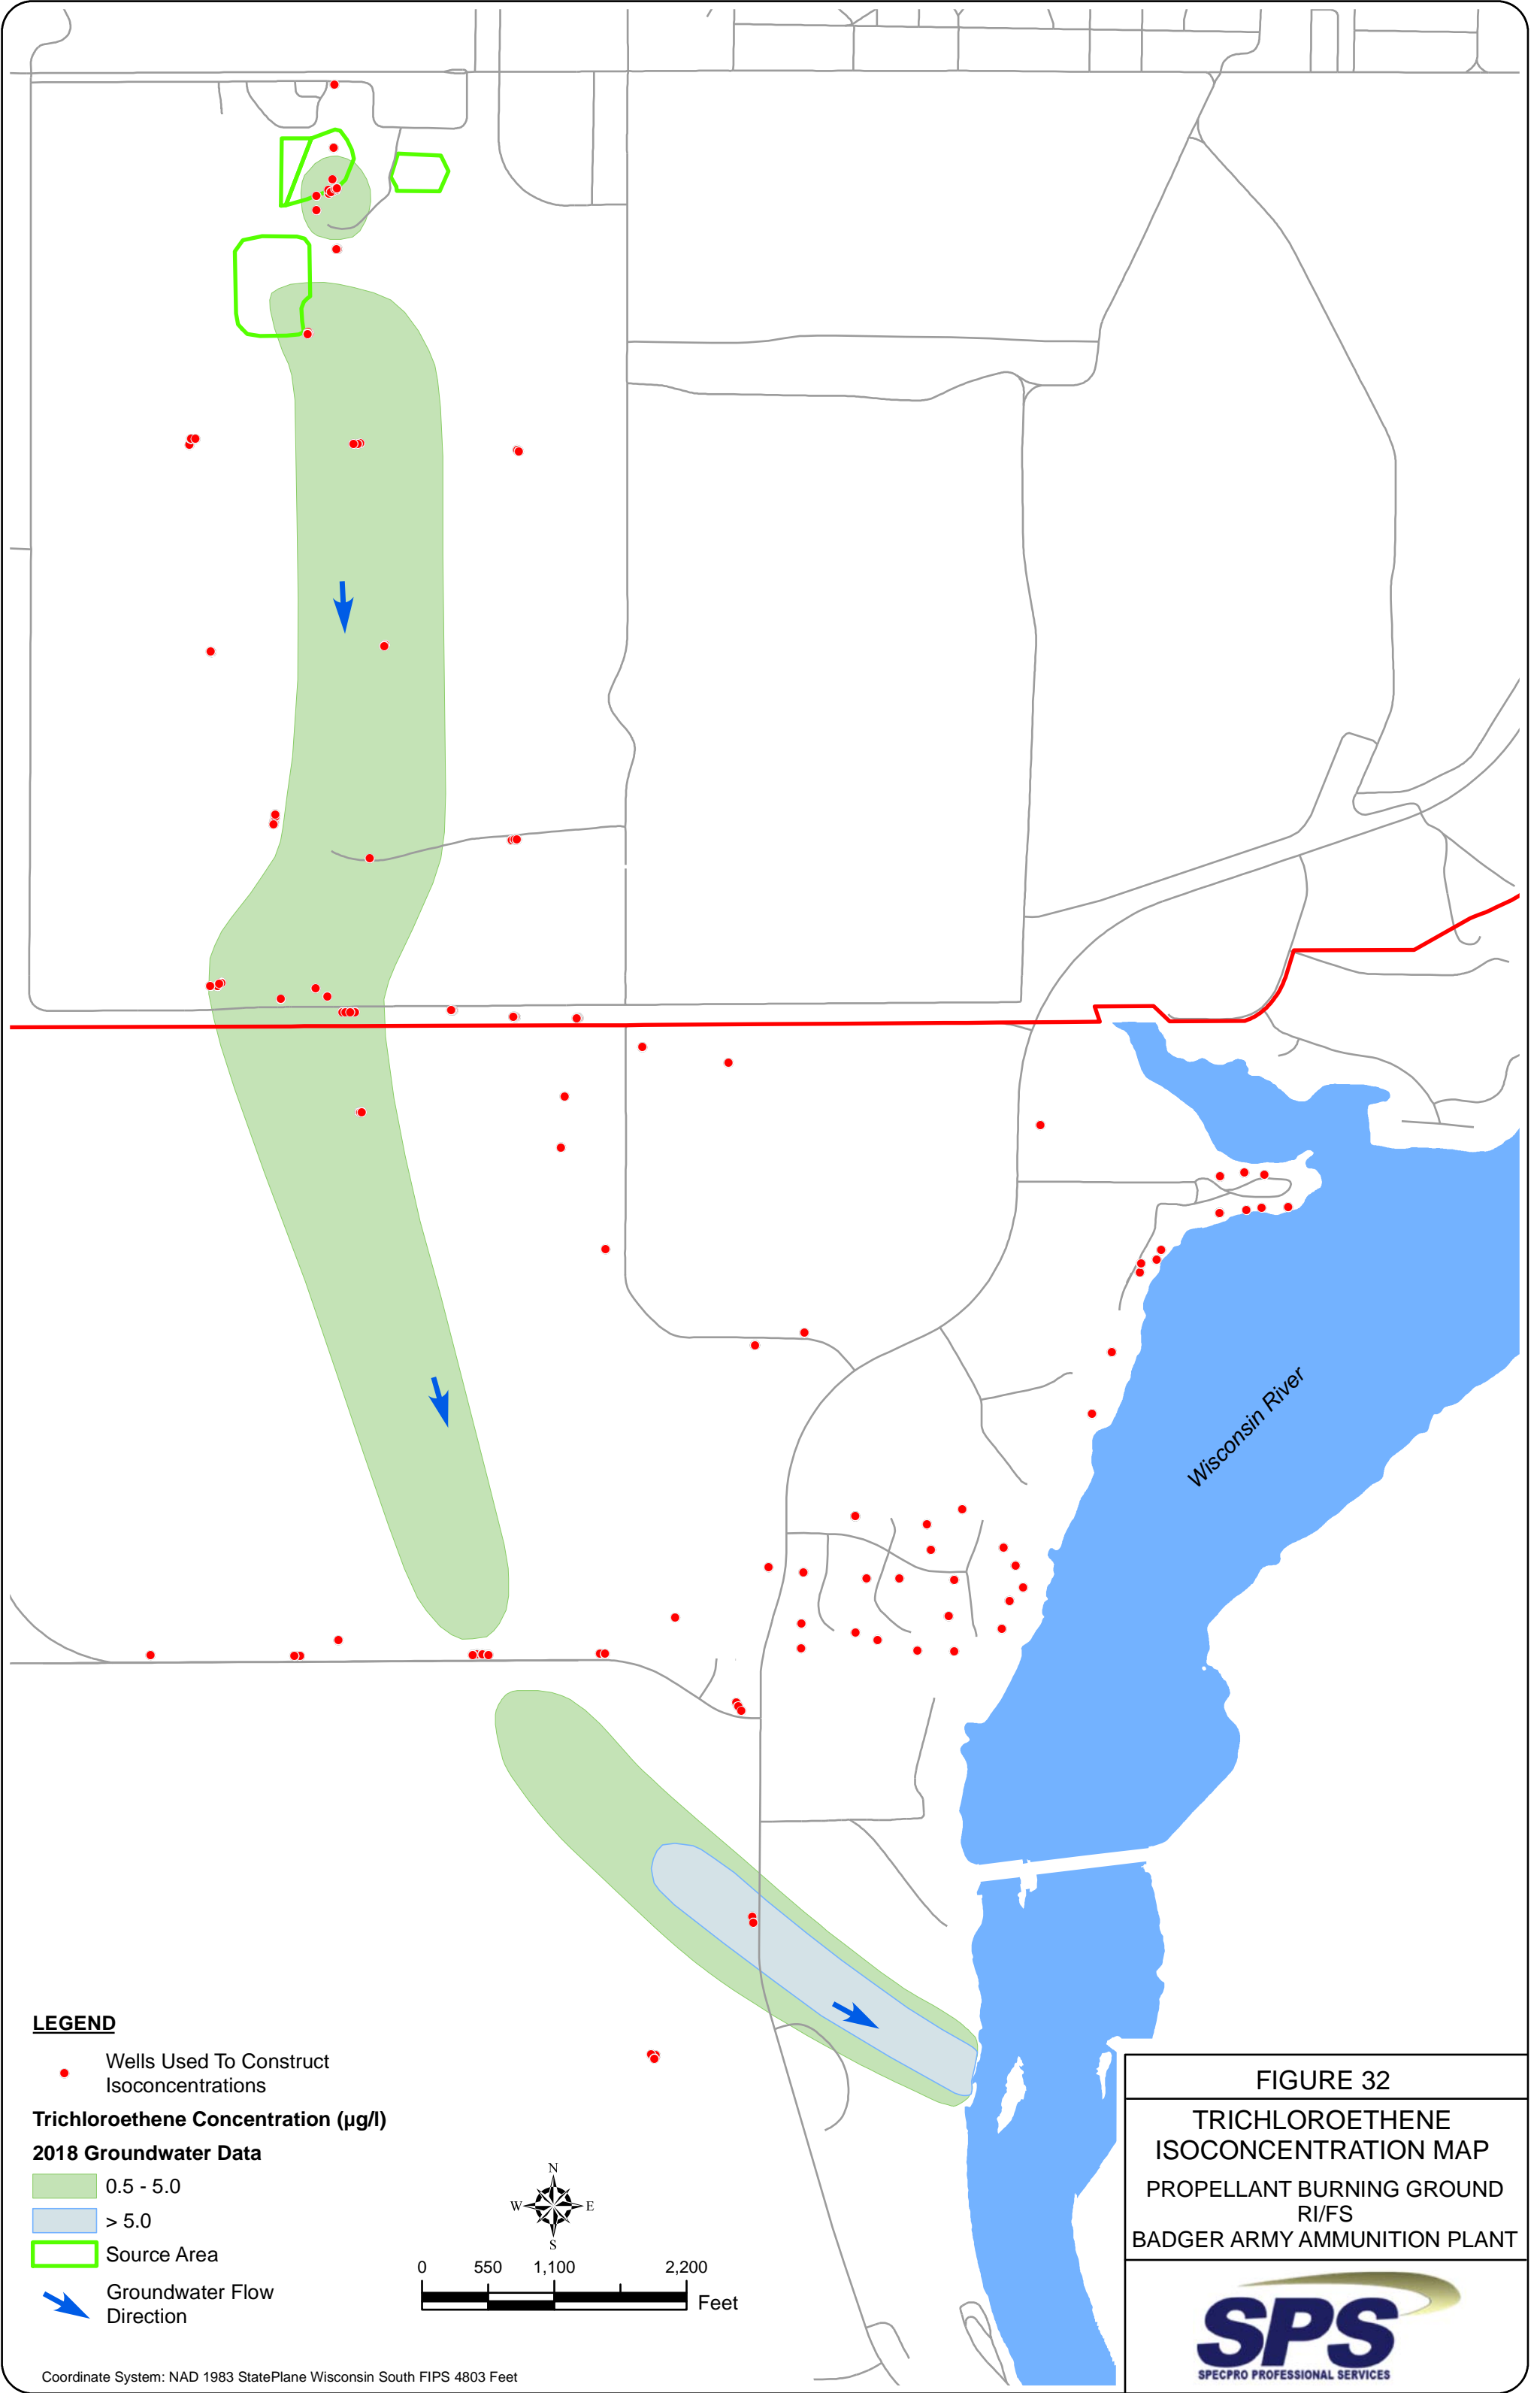 Wisconsin River
LEGEND
Wells Used To Construct
Isoconcentrations
Trichloroethene Concentration (µg/l)
2018 Groundwater Data
0.5 - 5.0
> 5.0
Source Area
Groundwater Flow
Direction
N
W E
S
0 550 1,100 2,200
Feet
Coordinate System: NAD 1983 StatePlane Wisconsin South FIPS 4803 Feet
FIGURE 32
TRICHLOROETHENE
ISOCONCENTRATION MAP
PROPELLANT BURNING GROUND
RI/FS
BADGER ARMY AMMUNITION PLANT
SPS
SPECPRO PROFESSIONAL SERVICES